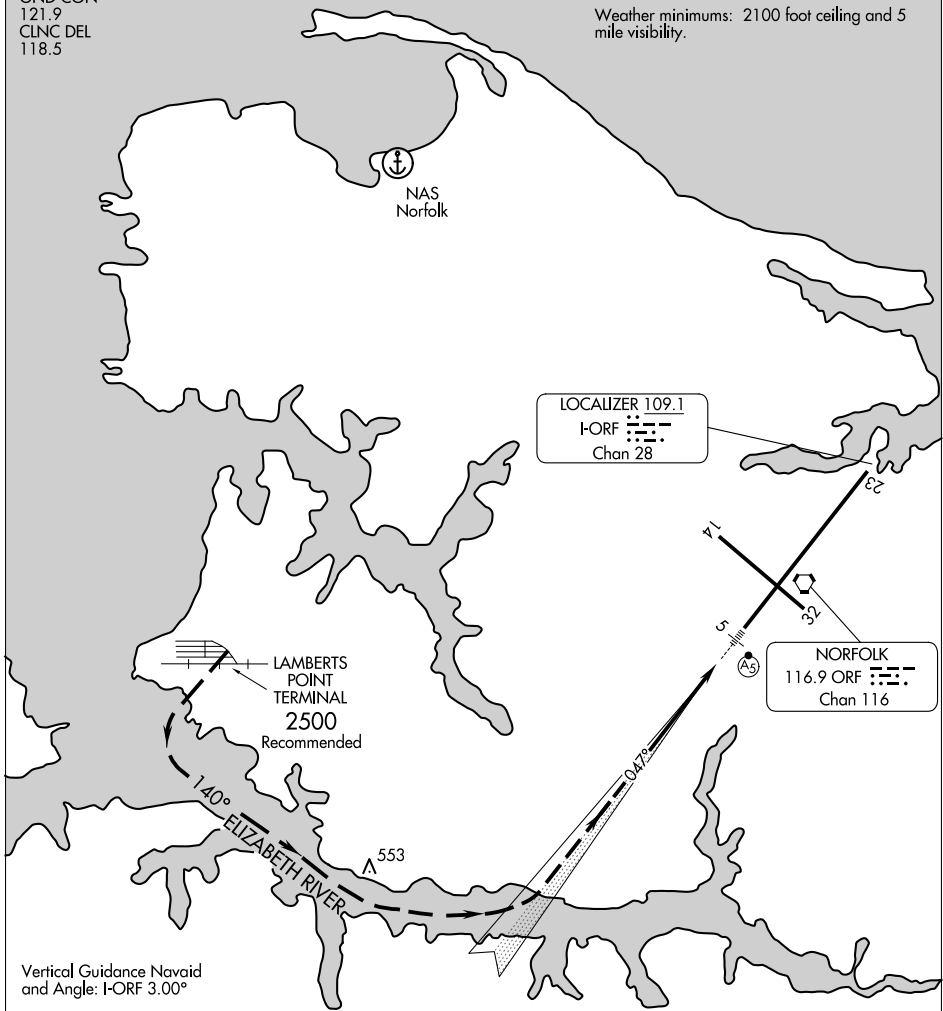 GND CON
121.9
CLNC DEL
118.5
Weather minimums: 2100 foot ceiling and 5
mile visibility.
NAS
Norfolk
LOCALIZER 109.1
I-ORF
Chan 28
23
14
32
5
A5
NORFOLK
116.9 ORF
Chan 116
LAMBERTS
POINT
TERMINAL
2500
Recommended
047°
140°
ELIZABETH RIVER
553
Vertical Guidance Navaid
and Angle: I-ORF 3.00°